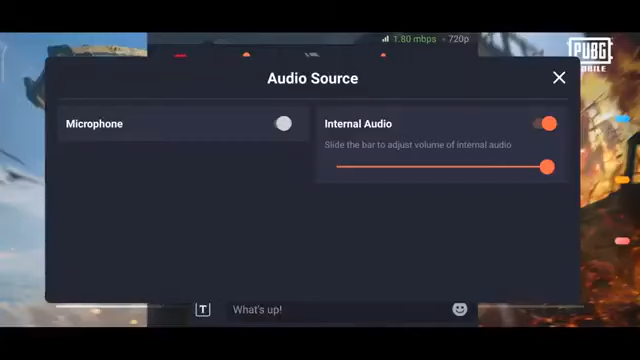 1.80 mbps • 720p
PUBG
MOBILE
Audio Source
Microphone
Internal Audio
Slide the bar to adjust volume of internal audio
T
What's up!